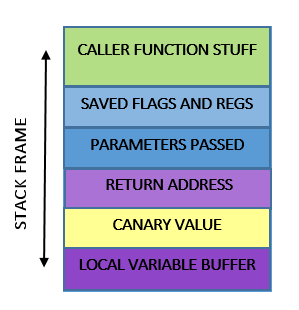 STACK FRAME
CALLER FUNCTION STUFF
SAVED FLAGS AND REGS
PARAMETERS PASSED
RETURN ADDRESS
CANARY VALUE
LOCAL VARIABLE BUFFER